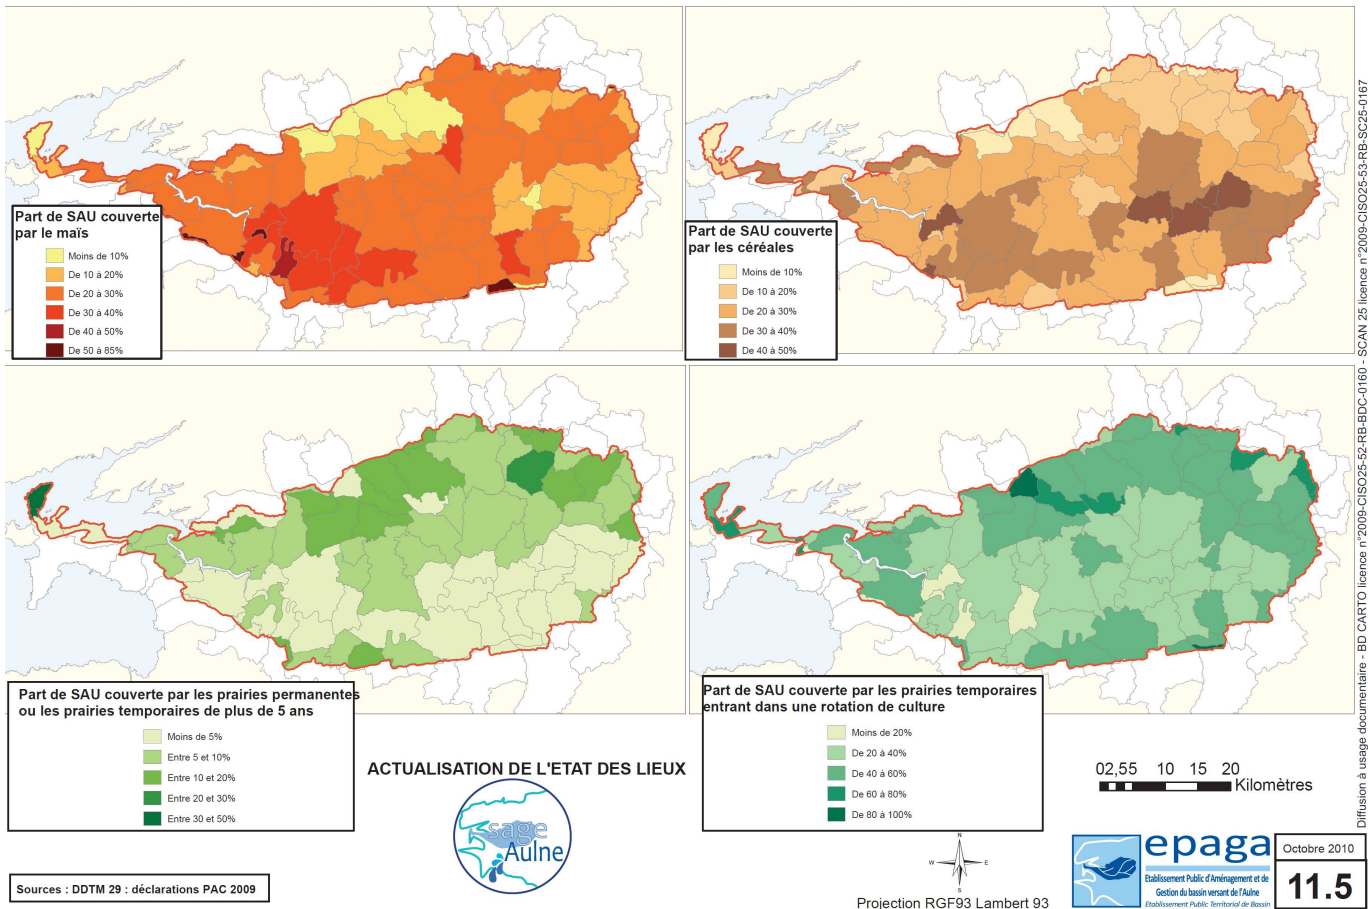 Part de SAU couverte
par le maïs
Moins de 10%
De 10 à 20%
De 20 à 30%
De 30 à 40%
De 40 à 50%
De 50 à 85%
Part de SAU couverte
par les céréales
Moins de 10%
De 10 à 20%
De 20 à 30%
De 30 à 40%
De 40 à 50%
Part de SAU couverte par les prairies permanentes
ou les prairies temporaires de plus de 5 ans
Moins de 5%
Entre 5 et 10%
Entre 10 et 20%
Entre 20 et 30%
Entre 30 et 50%
Part de SAU couverte par les prairies temporaires
entrant dans une rotation de culture
Moins de 20%
De 20 à 40%
De 40 à 60%
De 60 à 80%
De 80 à 100%
ACTUALISATION DE L'ETAT DES LIEUX
sage
Aulne
02,55 10 15 20
Kilomètres
N
W E
S
Projection RGF93 Lambert 93
epaga
Etablissement Public d'Aménagement et de
Gestion du bassin versant de l'Aulne
Etablissement Public Territorial de Bassin
Octobre 2010
11.5
Sources : DDTM 29 : déclarations PAC 2009
Diffusion à usage documentaire - BD CARTO licence n°2009-CISO25-52-RB-BDC-0160 - SCAN 25 licence n°2009-CISO25-53-RB-SO25-0167